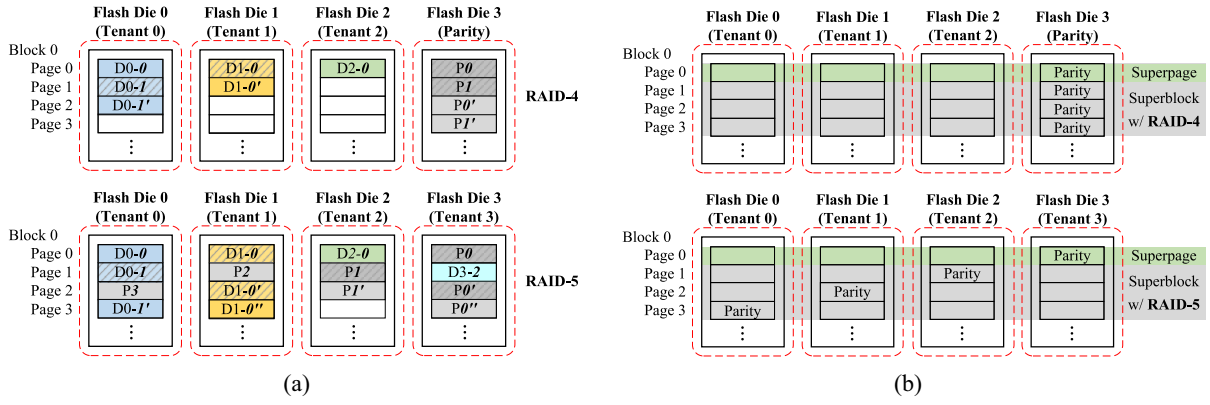 Flash Die 0 Flash Die 1 Flash Die 2 Flash Die 3
(Tenant 0) (Tenant 1) (Tenant 2) (Parity)
Block 0
Page 0 D0-0 D1-0 D2-0 P0
Page 1 D0-1 D1-0' P1
Page 2 D0-1' P0'
Page 3 P1'
RAID-4
Flash Die 0 Flash Die 1 Flash Die 2 Flash Die 3
(Tenant 0) (Tenant 1) (Tenant 2) (Tenant 3)
Block 0
Page 0 D0-0 D1-0 D2-0 P0
Page 1 D0-1 P2 P1 D3-2
Page 2 P3 D1-0' P1' P0'
Page 3 D0-1' D1-0'' P0''
RAID-5
(a)
Flash Die 0 Flash Die 1 Flash Die 2 Flash Die 3
(Tenant 0) (Tenant 1) (Tenant 2) (Parity)
Block 0
Page 0 Parity Superpage
Page 1 Parity
Superblock
Page 2 Parity
w/ RAID-4
Page 3 Parity
Flash Die 0 Flash Die 1 Flash Die 2 Flash Die 3
(Tenant 0) (Tenant 1) (Tenant 2) (Tenant 3)
Block 0
Page 0 Parity Superpage
Page 1 Parity
Superblock
Page 2 Parity
w/ RAID-5
Page 3 Parity
(b)